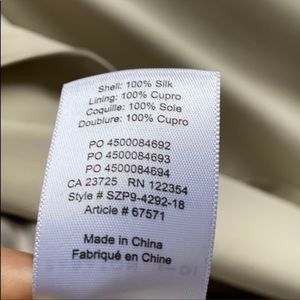 Shell: 100% Silk
Lining: 100% Cupro
Coquille: 100% Soie
Doublure: 100% Cupro
PO 4500084692
PO 4500084693
PO 4500084694
CA 23725 RN 122354
Style # SZP9-4292-18
Article # 67571
Made in China
Fabriqué en Chine